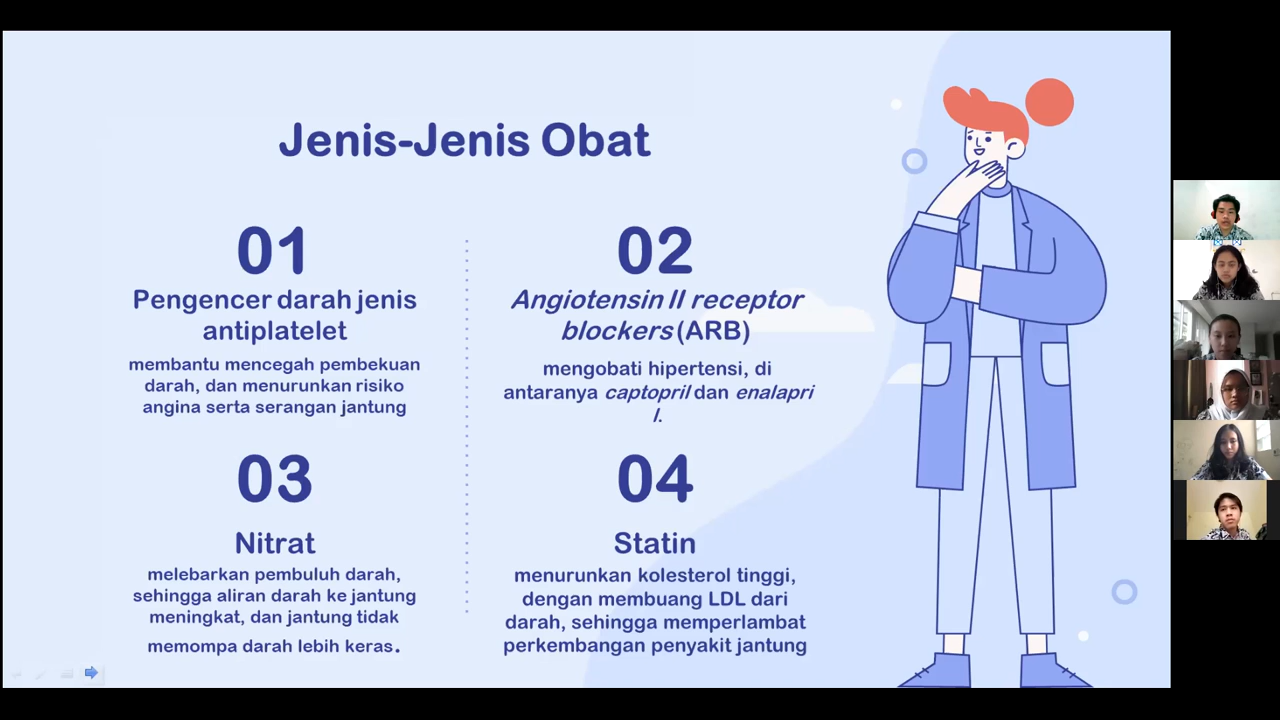 Jenis-Jenis Obat
01
Pengencer darah jenis
antiplatelet
membantu mencegah pembekuan
darah, dan menurunkan risiko
angina serta serangan jantung
02
Angiotensin II receptor
blockers (ARB)
mengobati hipertensi, di
antaranya captopril dan enalapri
l.
03
Nitrat
melebarkan pembuluh darah,
sehingga aliran darah ke jantung
meningkat, dan jantung tidak
memompa darah lebih keras.
04
Statin
menurunkan kolesterol tinggi,
dengan membuang LDL dari
darah, sehingga memperlambat
perkembangan penyakit jantung